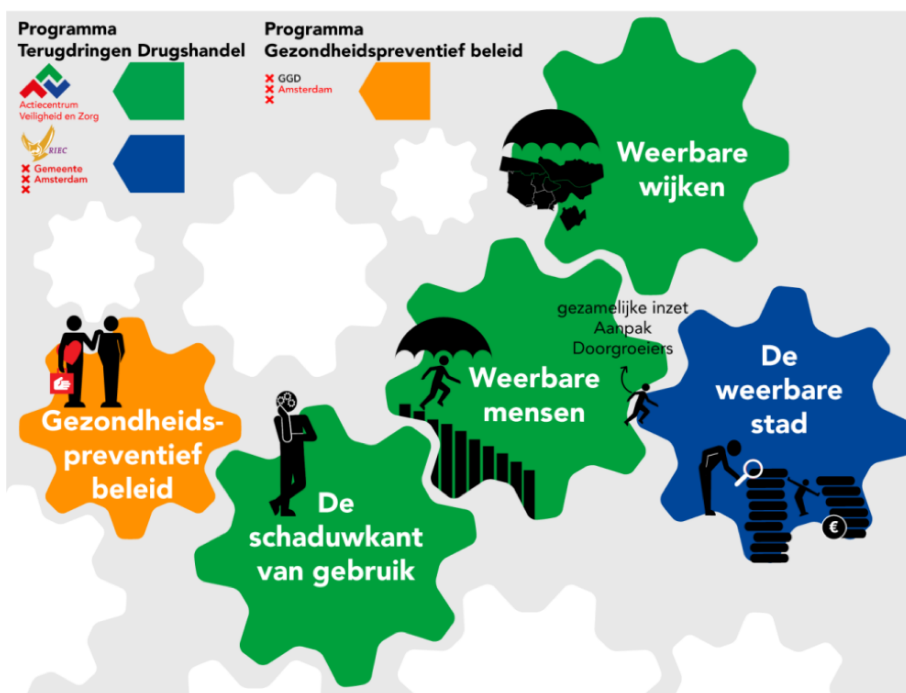 Programma
Terugdringen Drugshandel
Actiecentrum
Veiligheid en Zorg
RIEC
Gemeente
Amsterdam
Programma
Gezondheidspreventief beleid
GGD
Amsterdam
Weerbare
wijken
gezamelijke inzet
Aanpak
Doorgroeiers
Weerbare
mensen
De
weerbare
stad
€
Gezondheids-
preventief
beleid
De
schaduwkant
van gebruik